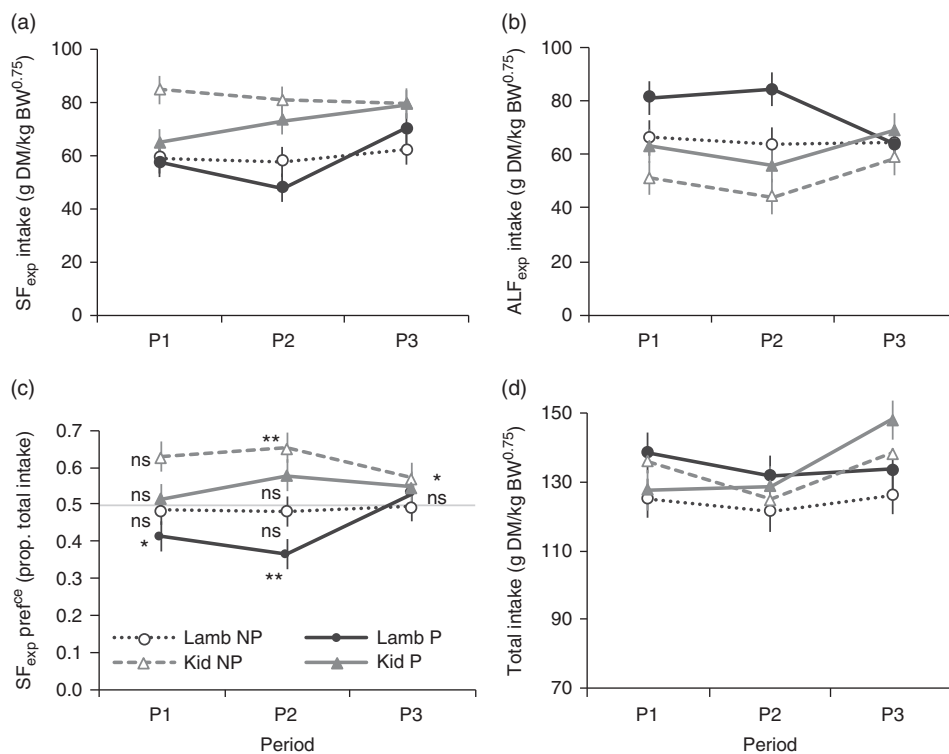 (a)
100
80
60
40
20
0
SFexp intake (g DM/kg BW0.75)
P1 P2 P3
(b)
100
80
60
40
20
0
ALFexp intake (g DM/kg BW0.75)
P1 P2 P3
(c)
0.7
0.6
0.5
0.4
0.3
0.2
0.1
0.0
SFexp prefce (prop. total intake)
ns
**
*
ns
ns
ns
ns
ns
*
**
Lamb NP Lamb P
Kid NP Kid P
P1 P2 P3
Period
(d)
150
130
110
90
70
Total intake (g DM/kg BW0.75)
P1 P2 P3
Period